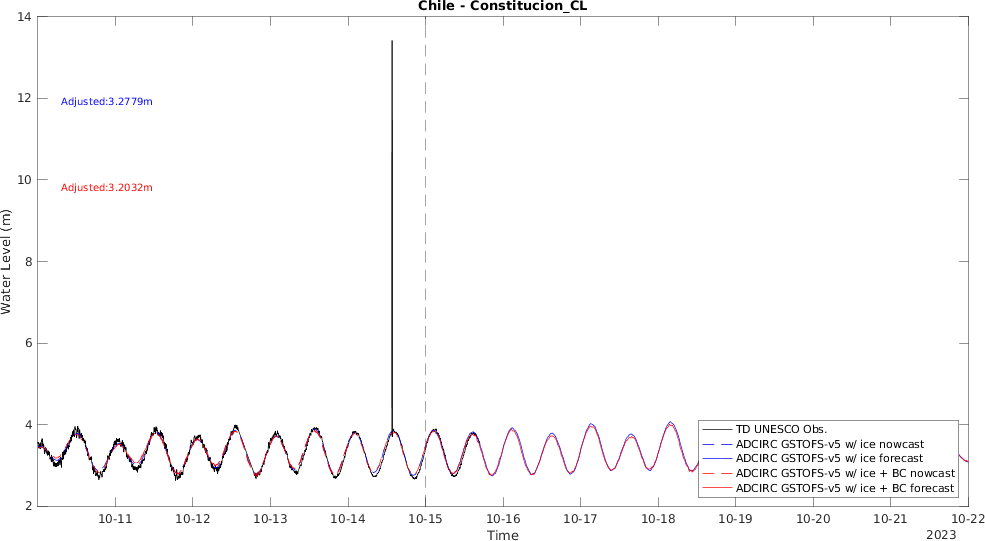 Chile - Constitucion_CL
14
12
10
8
6
4
2
Water Level (m)
Adjusted:3.2779m
Adjusted:3.2032m
TD UNESCO Obs.
ADCIRC GSTOFS-v5 w/ ice nowcast
ADCIRC GSTOFS-v5 w/ ice forecast
ADCIRC GSTOFS-v5 w/ ice + BC nowcast
ADCIRC GSTOFS-v5 w/ ice + BC forecast
10-11 10-12 10-13 10-14 10-15 10-16 10-17 10-18 10-19 10-20 10-21 10-22
Time
2023